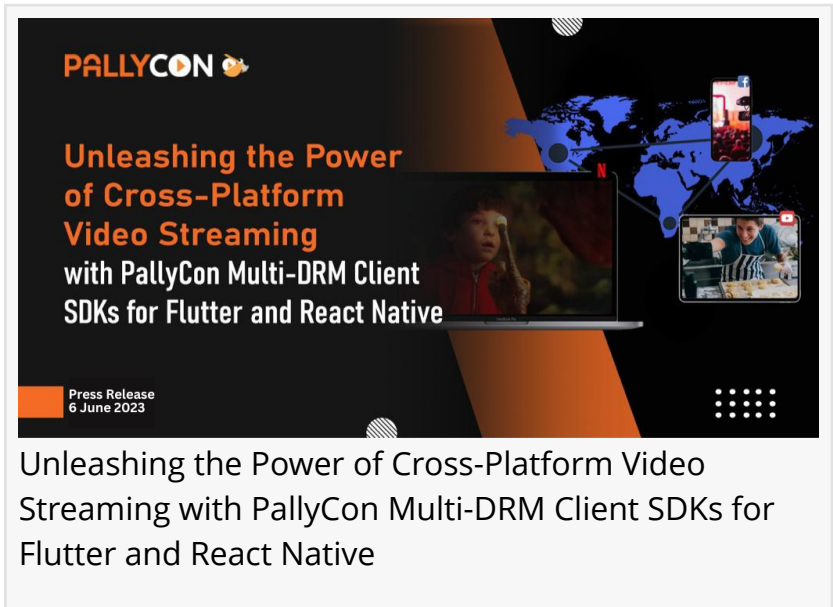 PALLYCON
Unleashing the Power
of Cross-Platform
Video Streaming
with PallyCon Multi-DRM Client
SDKs for Flutter and React Native
N
f
Press Release
6 June 2023
Unleashing the Power of Cross-Platform Video
Streaming with PallyCon Multi-DRM Client SDKs for
Flutter and React Native